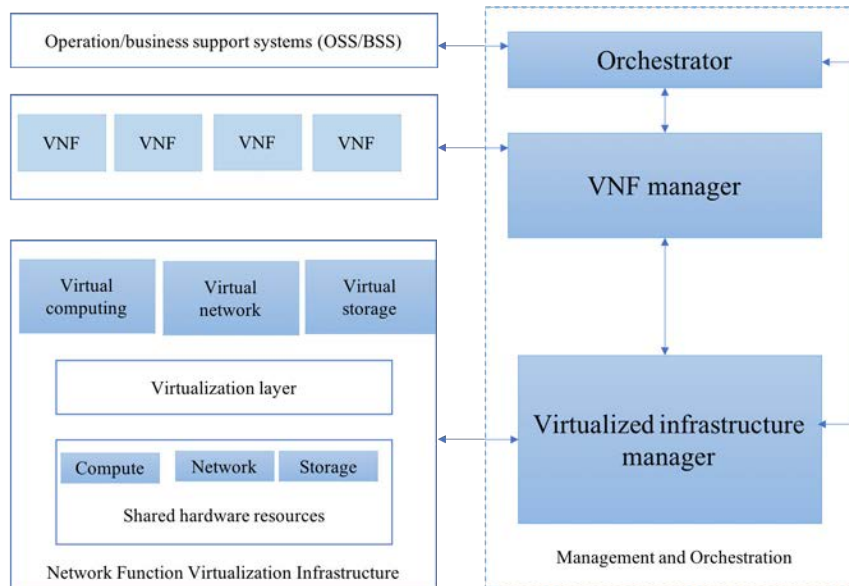 Operation/business support systems (OSS/BSS)
VNF VNF VNF VNF
Virtual
computing
Virtual
network
Virtual
storage
Virtualization layer
Compute Network Storage
Shared hardware resources
Network Function Virtualization Infrastructure
Orchestrator
VNF manager
Virtualized infrastructure
manager
Management and Orchestration